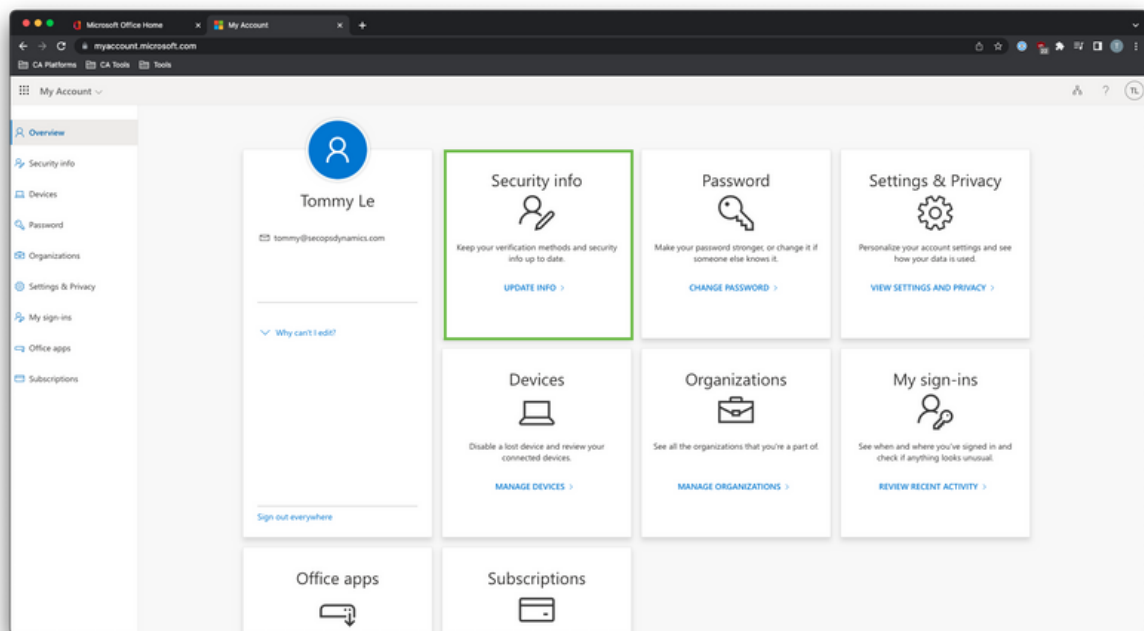 Microsoft Office Home
My Account
myaccount.microsoft.com
CA Platforms
CA Tools
Tools
My Account
?
TL
Overview
Security info
Devices
Password
Organizations
Settings & Privacy
My sign-ins
Office apps
Subscriptions
Tommy Le
tommy@secopsdynamics.com
Why can't I edit?
Sign out everywhere
Security info
Keep your verification methods and security
info up to date.
UPDATE INFO >
Password
Make your password stronger, or change it if
someone else knows it.
CHANGE PASSWORD >
Settings & Privacy
Personalize your account settings and see
how your data is used.
VIEW SETTINGS AND PRIVACY >
Devices
Disable a lost device and review your
connected devices.
MANAGE DEVICES >
Organizations
See all the organizations that you're a part of.
MANAGE ORGANIZATIONS >
My sign-ins
See when and where you've signed in and
check if anything looks unusual.
REVIEW RECENT ACTIVITY >
Office apps
Subscriptions